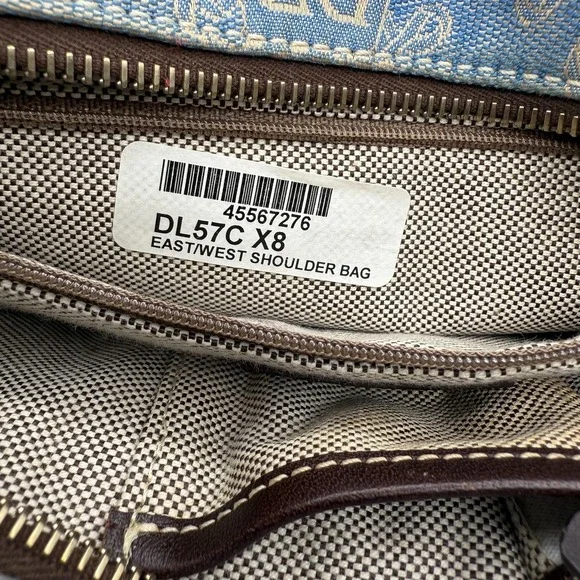 45567276
DL57C X8
EAST/WEST SHOULDER BAG